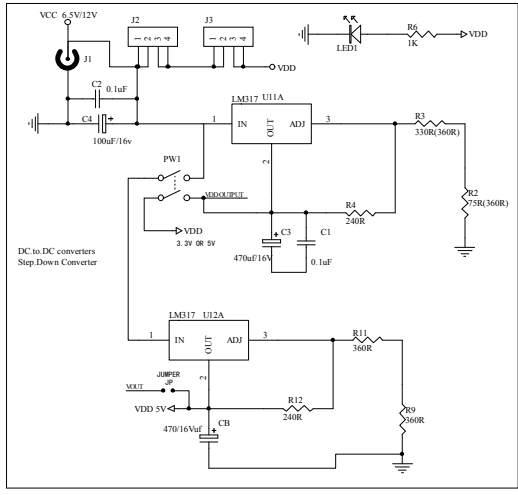 VCC 6.5V/12V
J2
J3
1 2 3 4
1 2 3 4
J1
VDD
LED1
R6
1K
VDD
C2
0.1uF
C4
+
100uF/16v
LM317 U11A
1
IN
OUT
ADJ
3
2
R3
330R(360R)
PW1
VDD OUTPUT
R4
240R
R2
75R(360R)
VDD
3.3V OR 5V
+
C3
C1
470uf/16V
0.1uF
DC.to.DC converters
Step.Down Converter
LM317 U12A
1
IN
OUT
ADJ
3
2
R11
360R
JUMPER
JP
VOUT
VDD 5V
R12
240R
R9
360R
+
CB
470/16Vuf